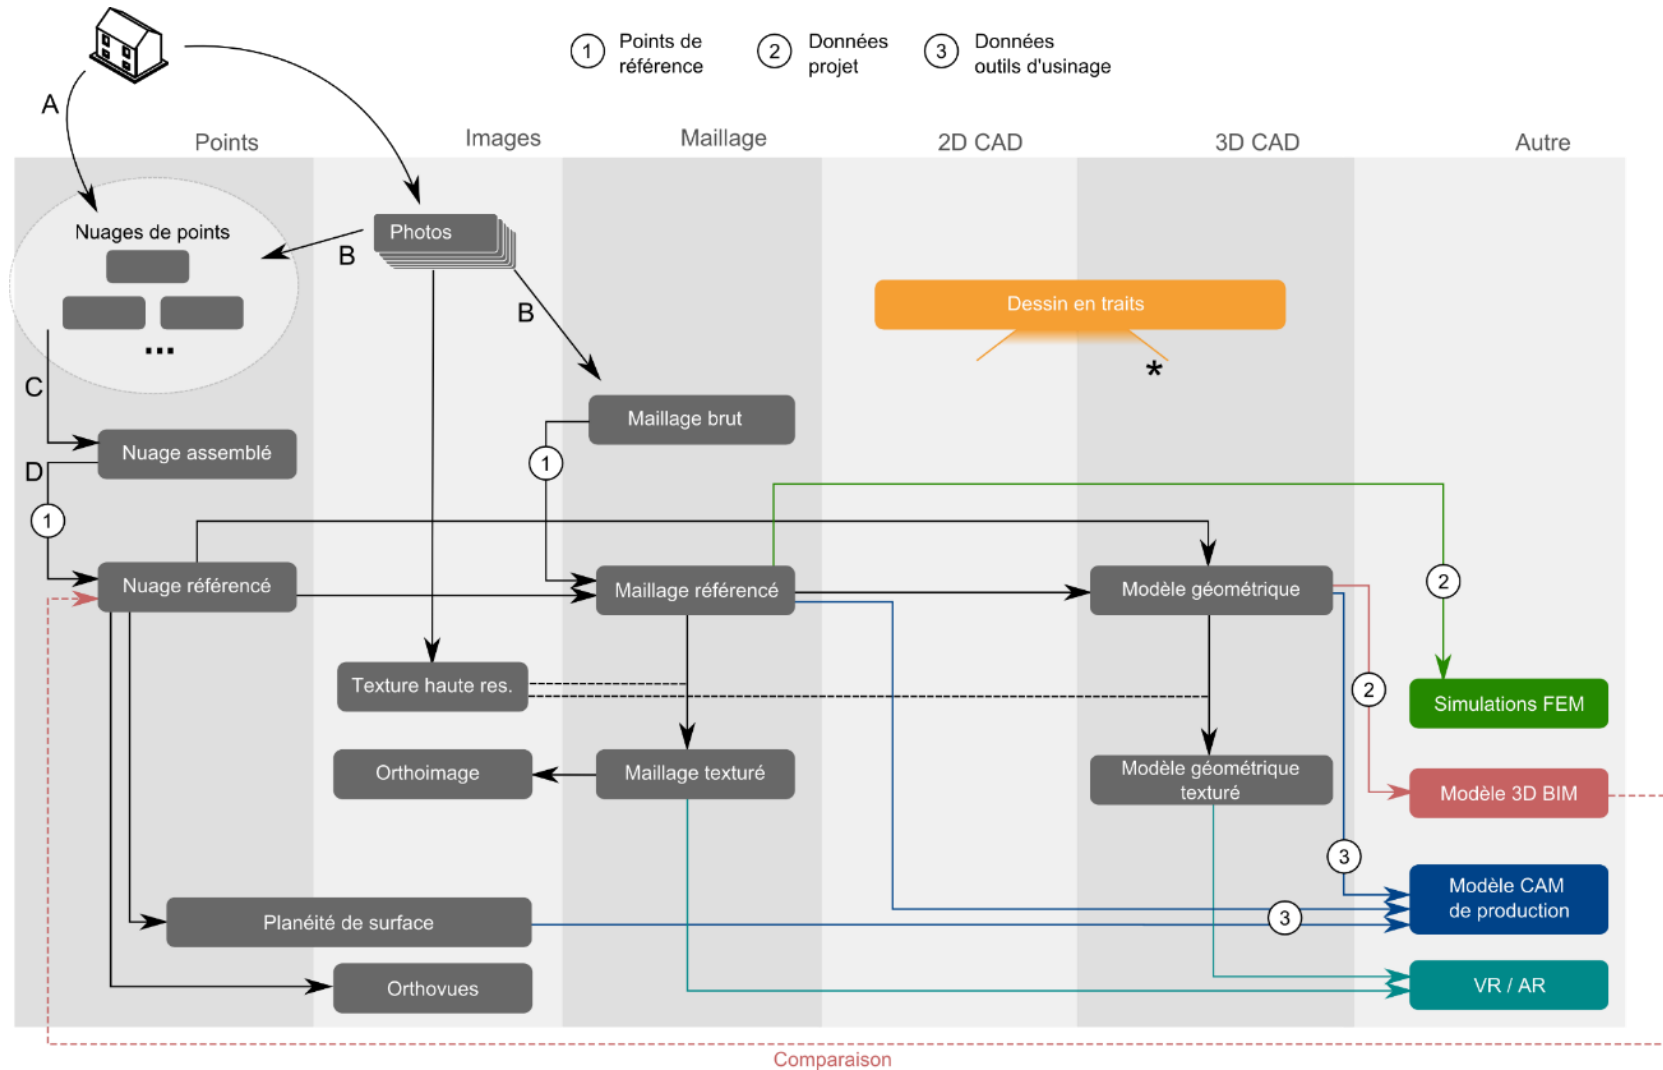 1 Points de
référence
2 Données
projet
3 Données
outils d'usinage
A
Points
Images
Maillage
2D CAD
3D CAD
Autre
Nuages de points
Photos
B
B
Dessin en traits
*
...
C
Maillage brut
Nuage assemblé
D
1
1
Nuage référencé
Maillage référencé
Modèle géométrique
2
Texture haute res.
2
Simulations FEM
Orthoimage
Maillage texturé
Modèle géométrique
texturé
Modèle 3D BIM
3
Modèle CAM
de production
Planéité de surface
3
Orthovues
VR / AR
Comparaison